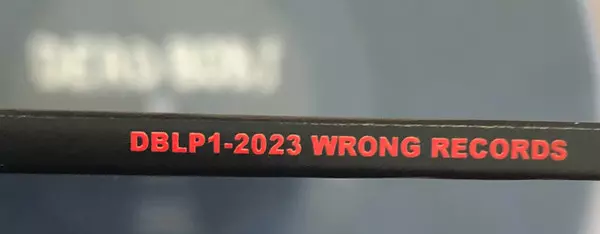 DBLP1-2023 WRONG RECORDS